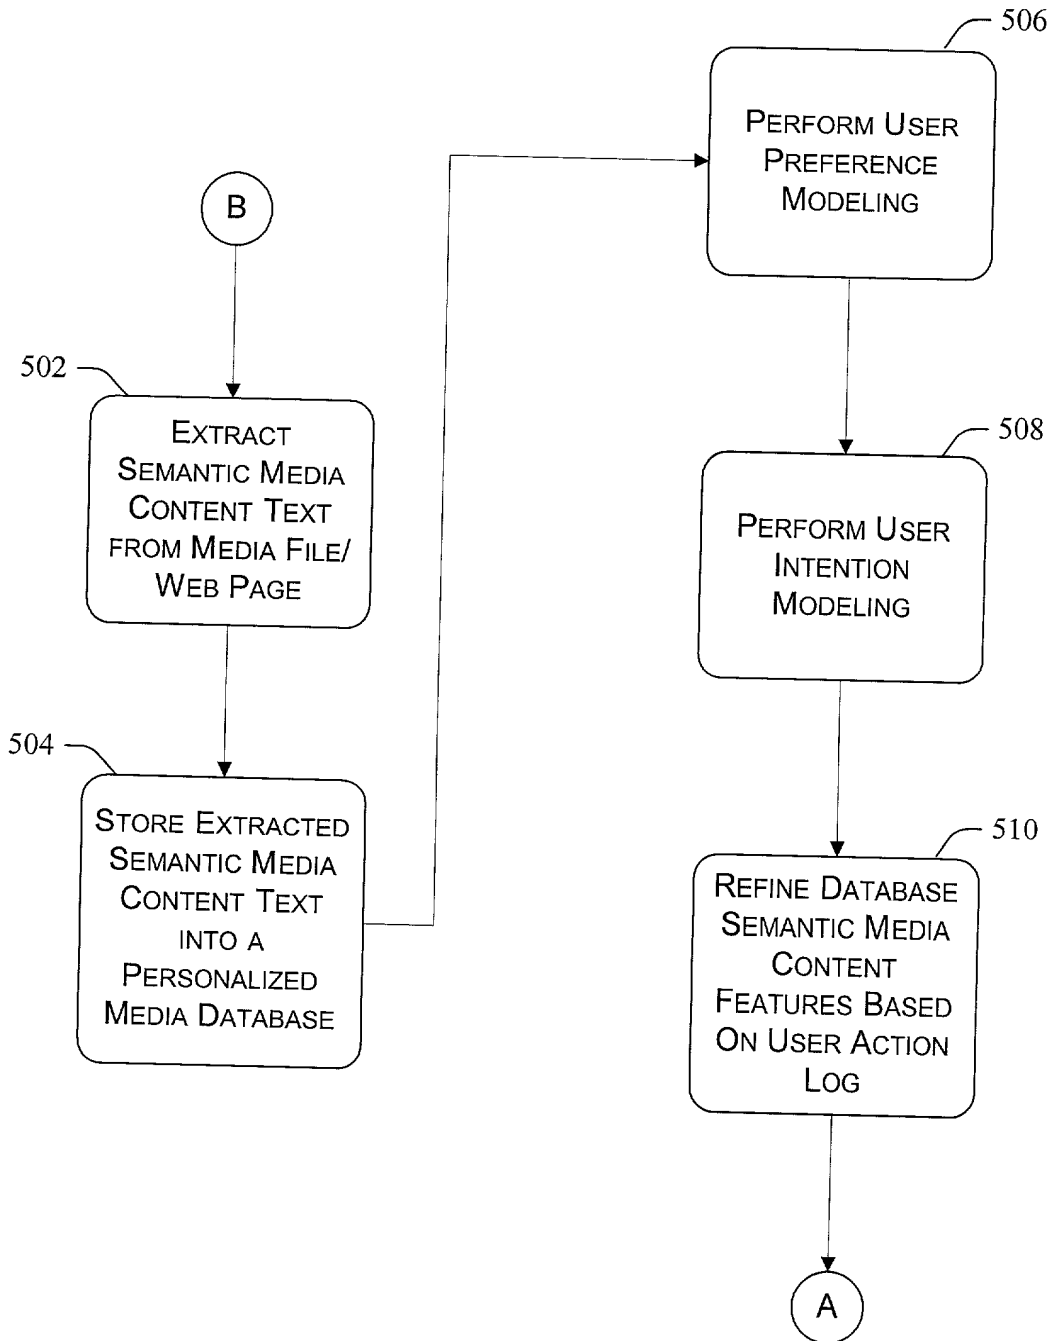 B
502
EXTRACT
SEMANTIC MEDIA
CONTENT TEXT
FROM MEDIA FILE/
WEB PAGE
504
STORE EXTRACTED
SEMANTIC MEDIA
CONTENT TEXT
INTO A
PERSONALIZED
MEDIA DATABASE
506
PERFORM USER
PREFERENCE
MODELING
508
PERFORM USER
INTENTION
MODELING
510
REFINE DATABASE
SEMANTIC MEDIA
CONTENT
FEATURES BASED
ON USER ACTION
LOG
A